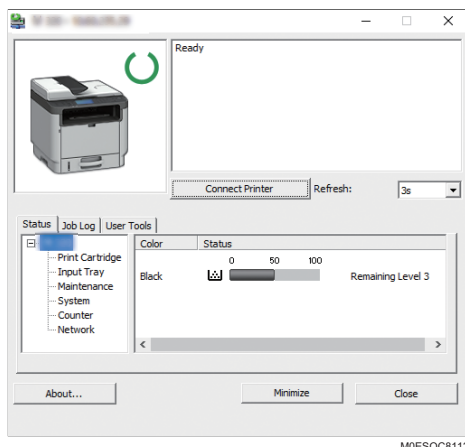 Ready
Connect Printer
Refresh:
3s
Status
Job Log
User Tools
Print Cartridge
Input Tray
Maintenance
System
Counter
Network
Color Status
0 50 100
Black Remaining Level 3
About...
Minimize
Close